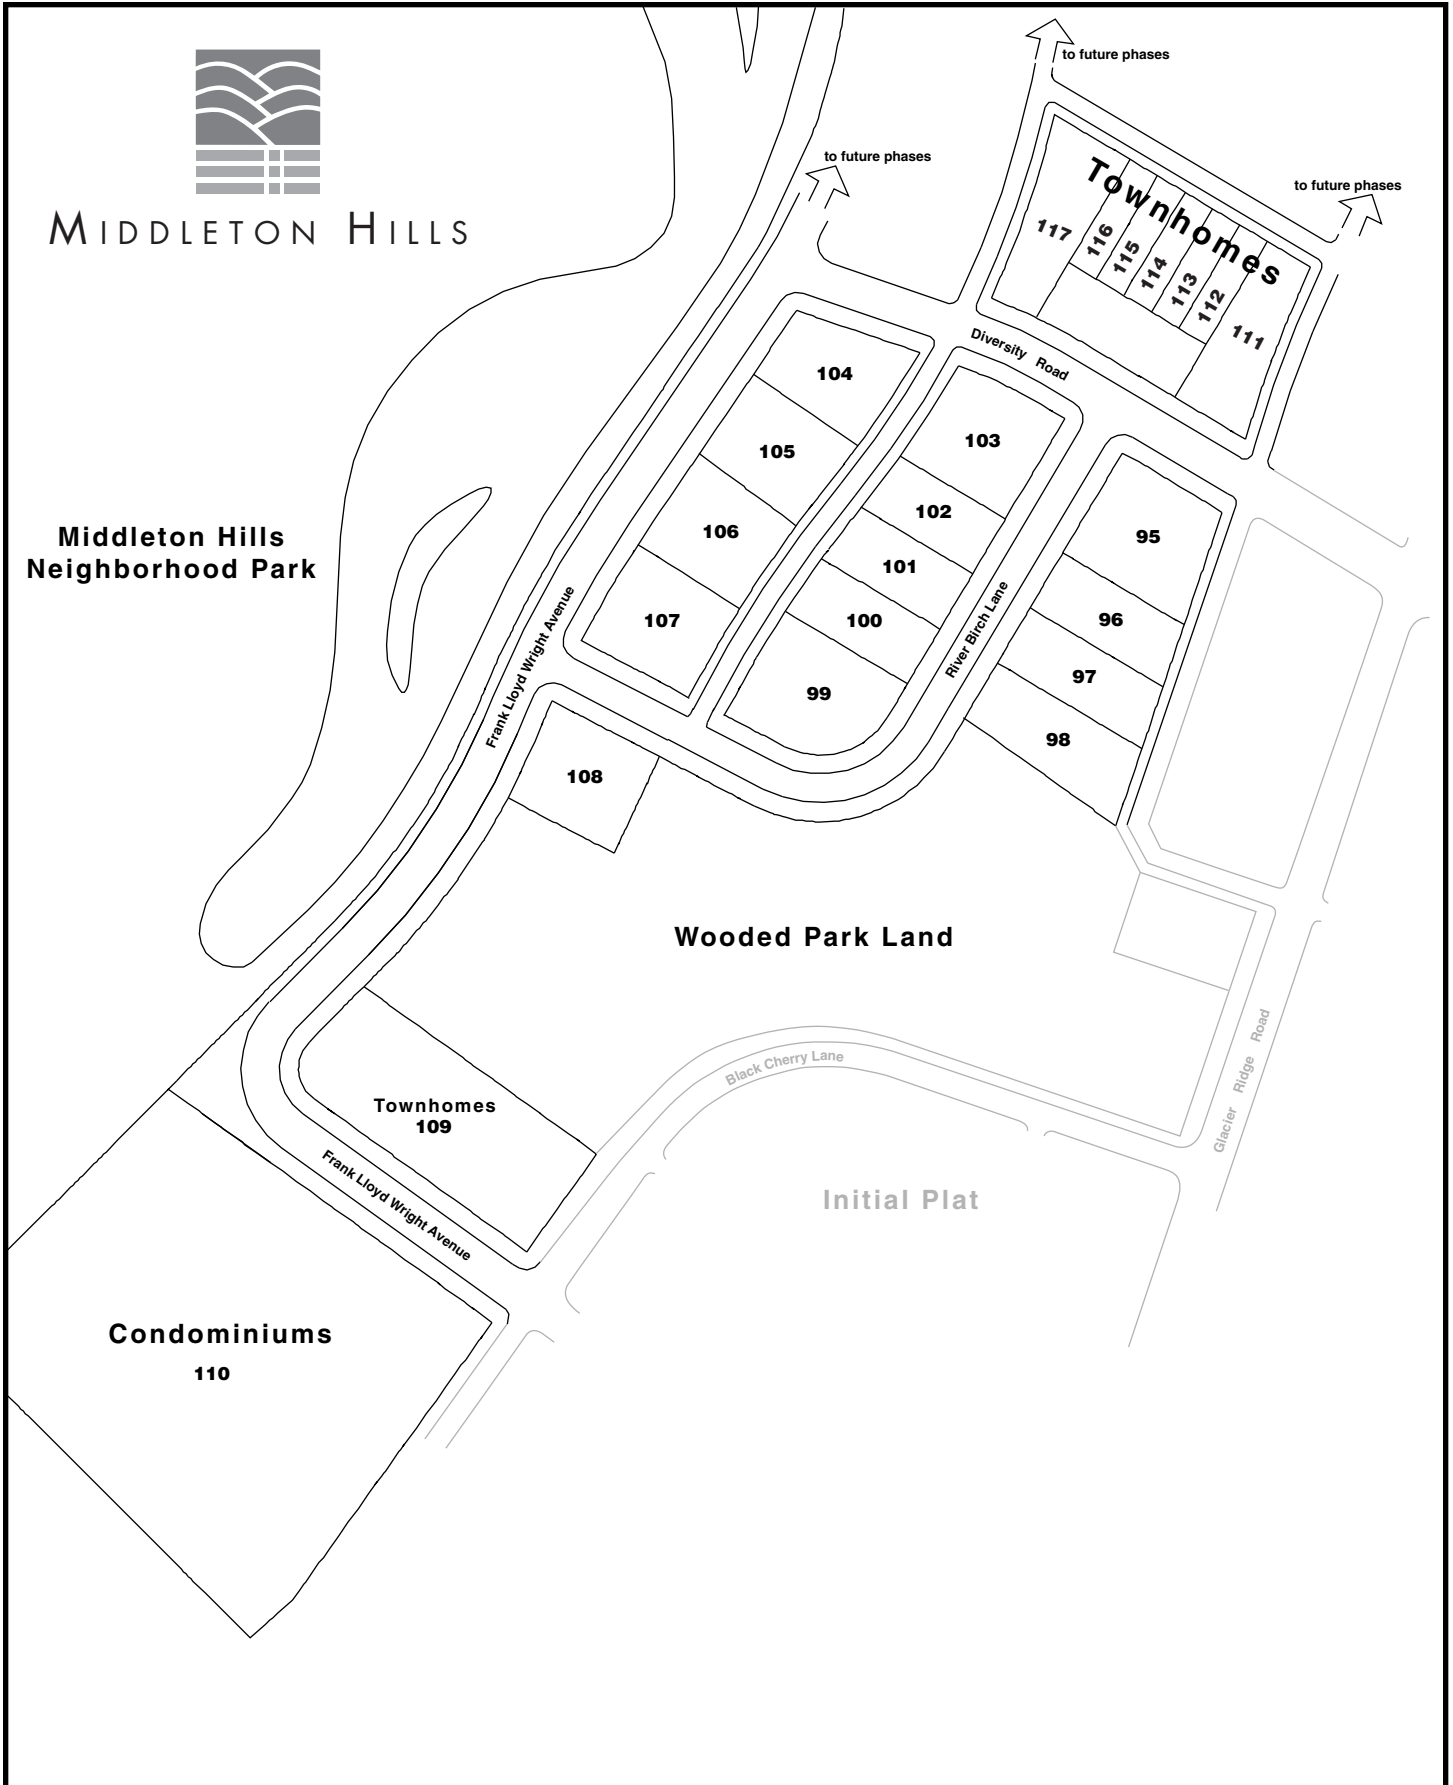 to future phases
to future phases
to future phases
MIDDLETON HILLS
Townhomes
117
116
115
114
113
112
111
Diversity Road
104
103
105
102
95
Middleton Hills
Neighborhood Park
106
101
96
107
100
97
River Birch Lane
Frank Lloyd Wright Avenue
99
98
108
Wooded Park Land
Black Cherry Lane
Glacier Ridge Road
Townhomes
109
Frank Lloyd Wright Avenue
Initial Plat
Condominiums
110